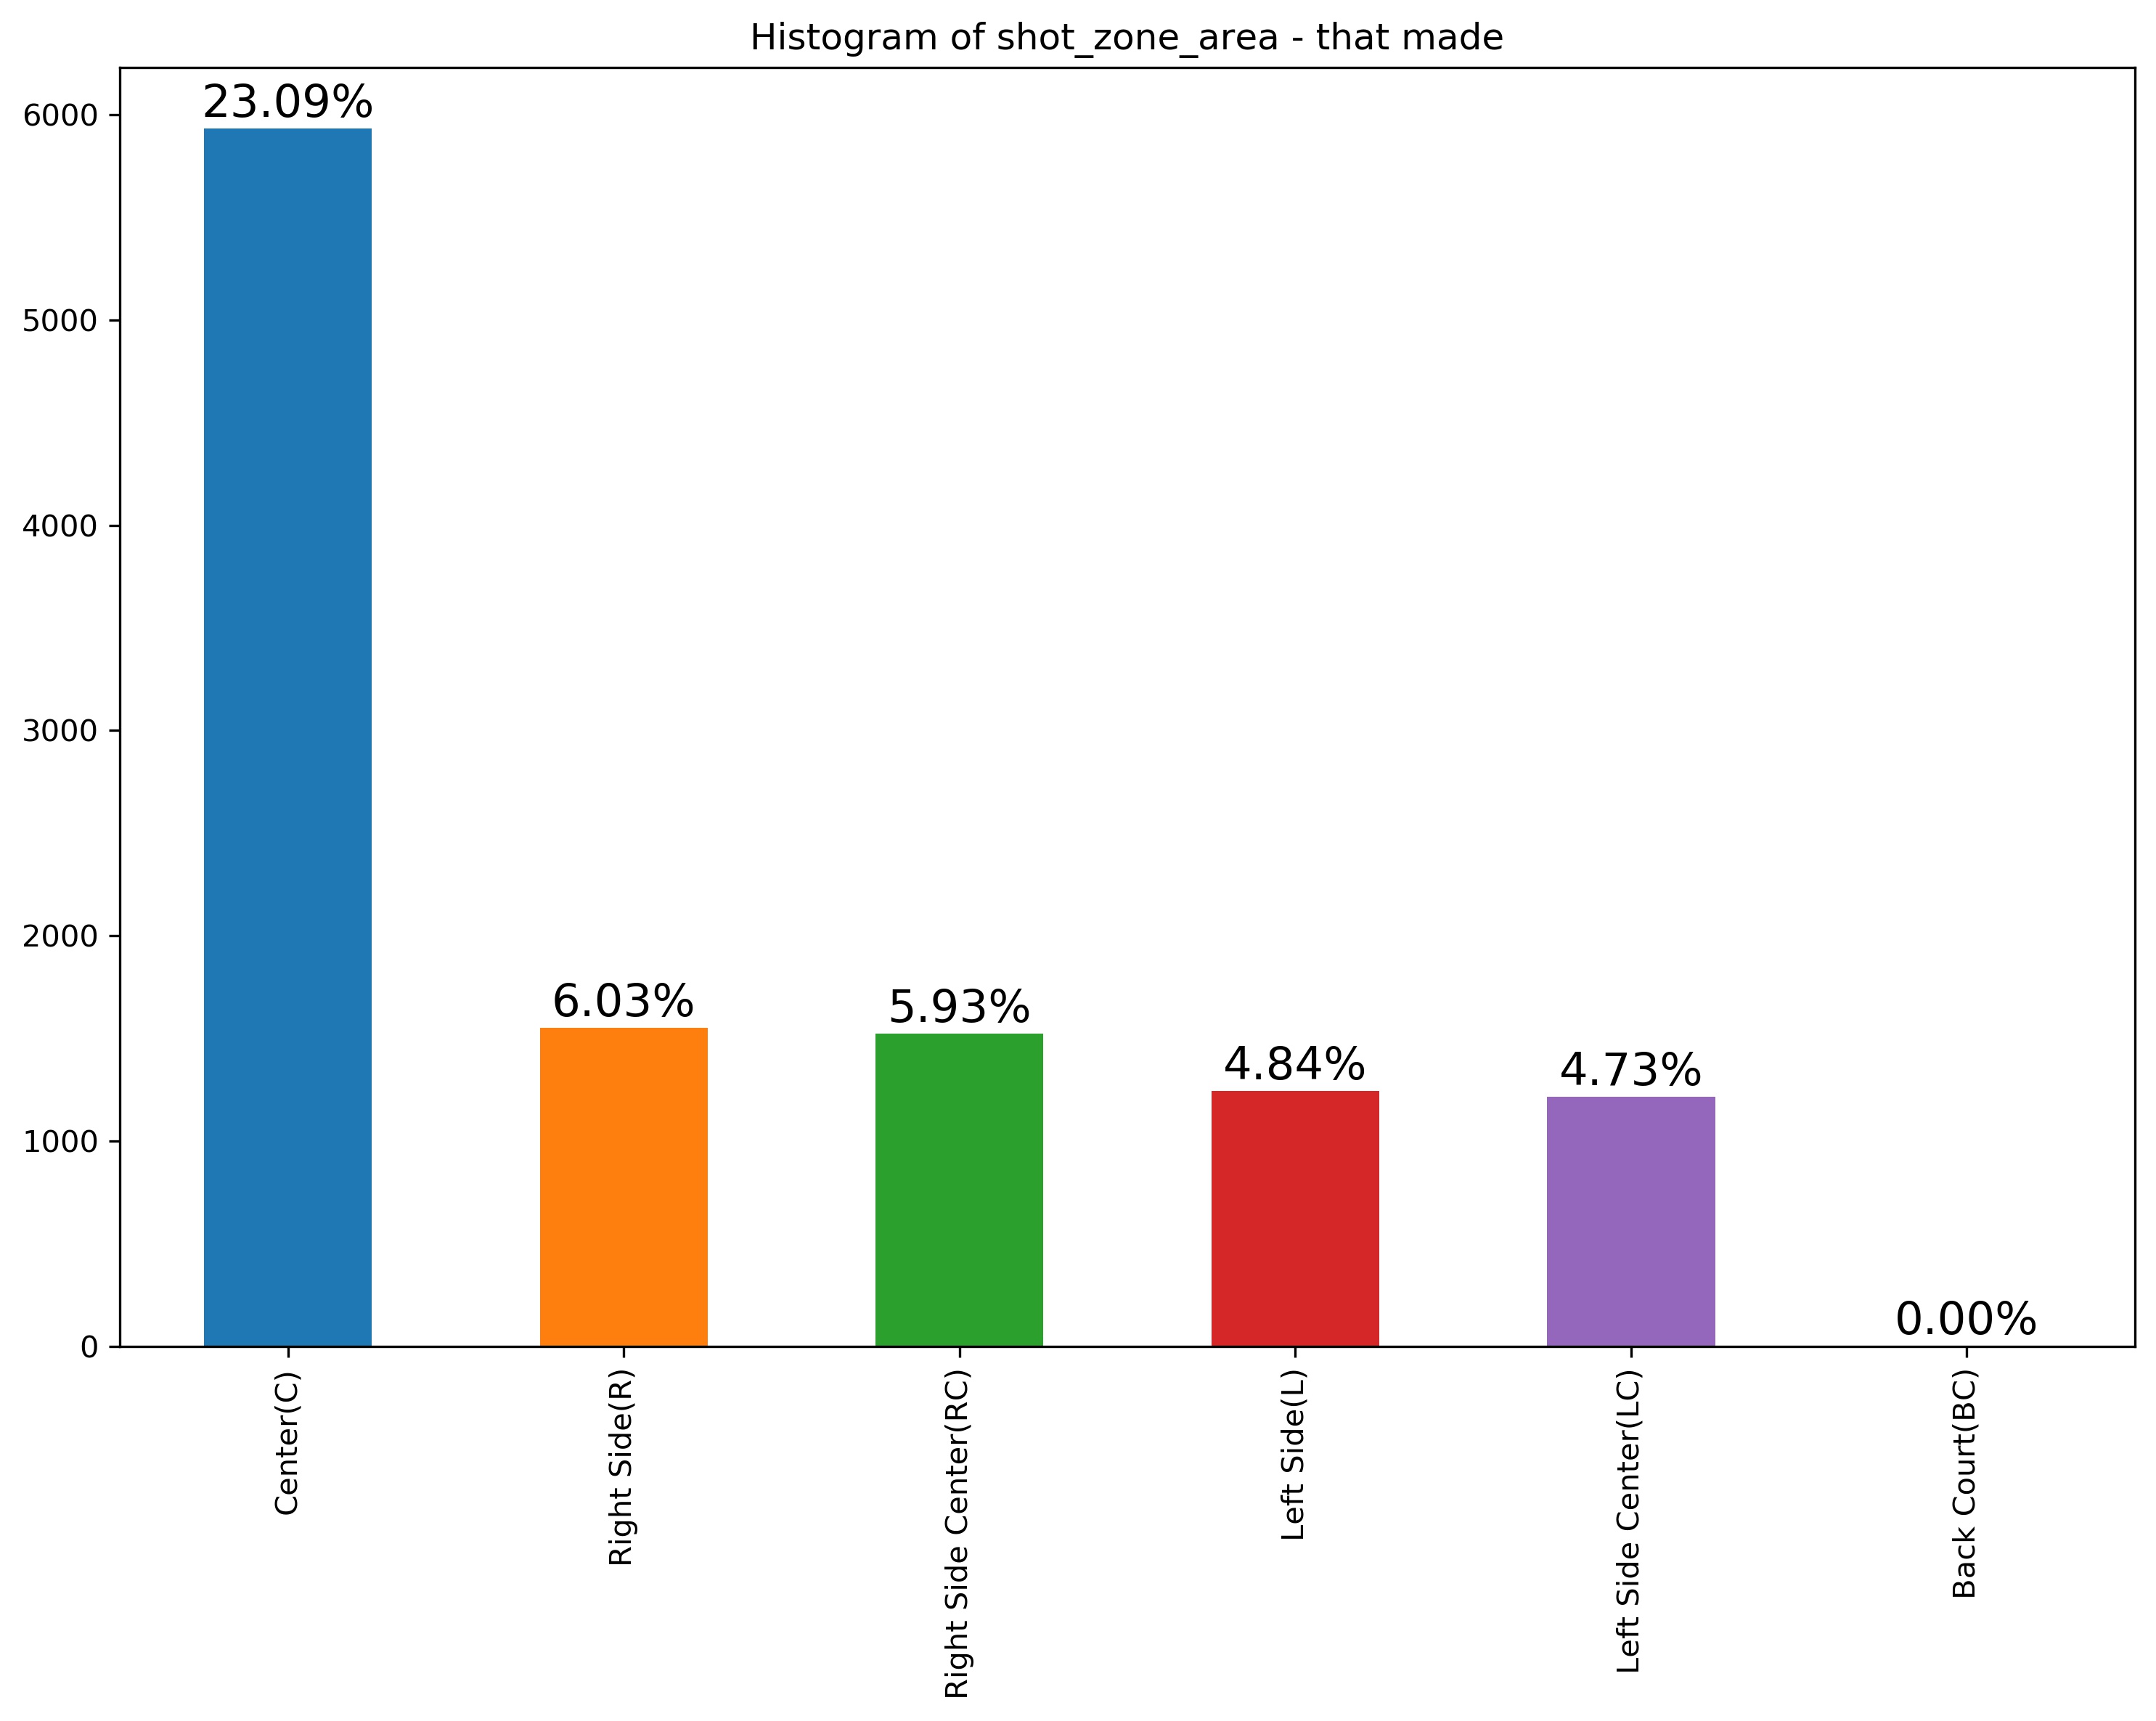 Histogram of shot_zone_area - that made
6000
5000
4000
3000
2000
1000
0
23.09%
6.03%
5.93%
4.84%
4.73%
0.00%
Center(C)
Right Side(R)
Right Side Center(RC)
Left Side(L)
Left Side Center(LC)
Back Court(BC)